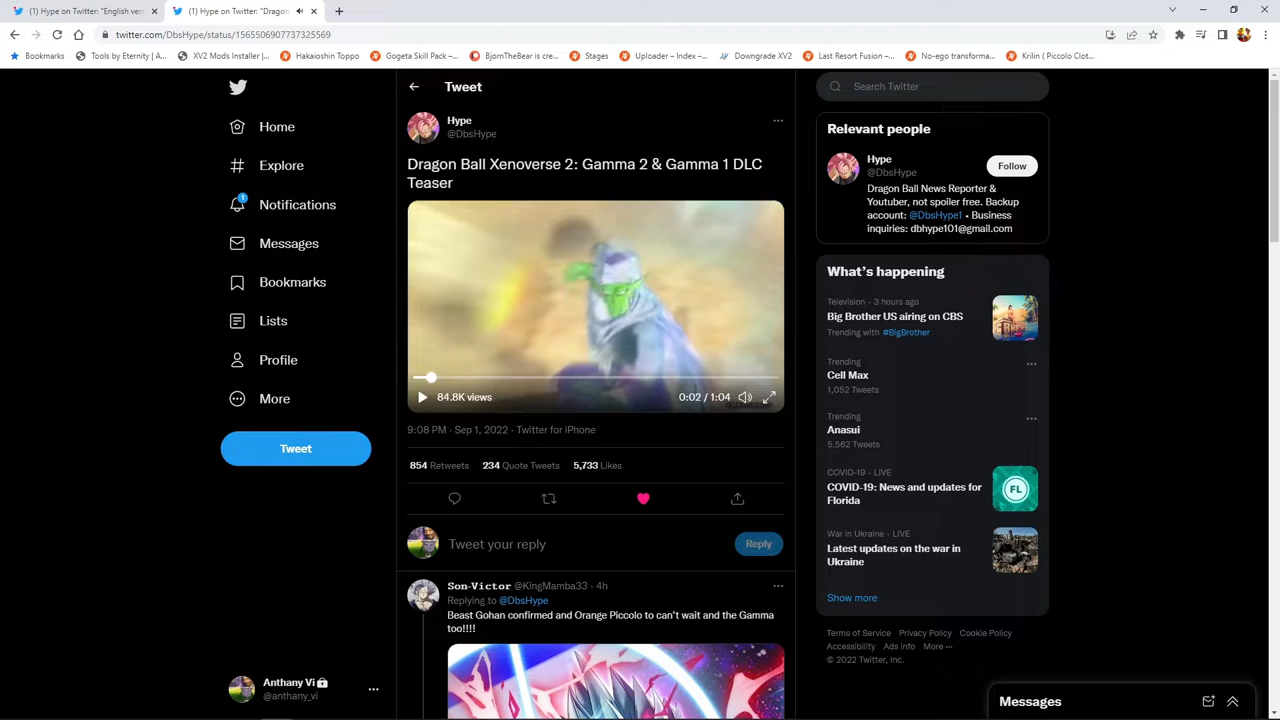 (1) Hype on Twitter: "English ver
(1) Hype on Twitter: "Dragon
twitter.com/DbsHype/status/1565506907737325569
Bookmarks
Tools by Eternity | A...
XV2 Mods Installer |...
Hakaioshin Toppo
Gogeta Skill Pack –...
BjornTheBear is cre...
Stages
Uploader – Index –...
Downgrade XV2
Last Resort Fusion –...
No-ego transforma...
Krilin ( Piccolo Clot...
Home
Explore
1
Notifications
Messages
Bookmarks
Lists
Profile
More
Tweet
Anthany Vi
@anthany_vi
Tweet
Hype
@DbsHype
Dragon Ball Xenoverse 2: Gamma 2 & Gamma 1 DLC
Teaser
84.8K views
0:02 / 1:04
9:08 PM · Sep 1, 2022 · Twitter for iPhone
854 Retweets 234 Quote Tweets 5,733 Likes
Tweet your reply
Reply
Son-Victor @KingMamba33 · 4h
Replying to @DbsHype
Beast Gohan confirmed and Orange Piccolo to can't wait and the Gamma
too!!!!
Search Twitter
Relevant people
Hype
@DbsHype
Follow
Dragon Ball News Reporter &
Youtuber, not spoiler free. Backup
account: @DbsHype1 • Business
inquiries: dbhype101@gmail.com
What's happening
Television · 3 hours ago
Big Brother US airing on CBS
Trending with #BigBrother
Trending
Cell Max
1,052 Tweets
Trending
Anasui
5,562 Tweets
COVID-19 · LIVE
COVID-19: News and updates for
Florida
FL
War in Ukraine · LIVE
Latest updates on the war in
Ukraine
Show more
Terms of Service Privacy Policy Cookie Policy
Accessibility Ads info More ···
© 2022 Twitter, Inc.
Messages